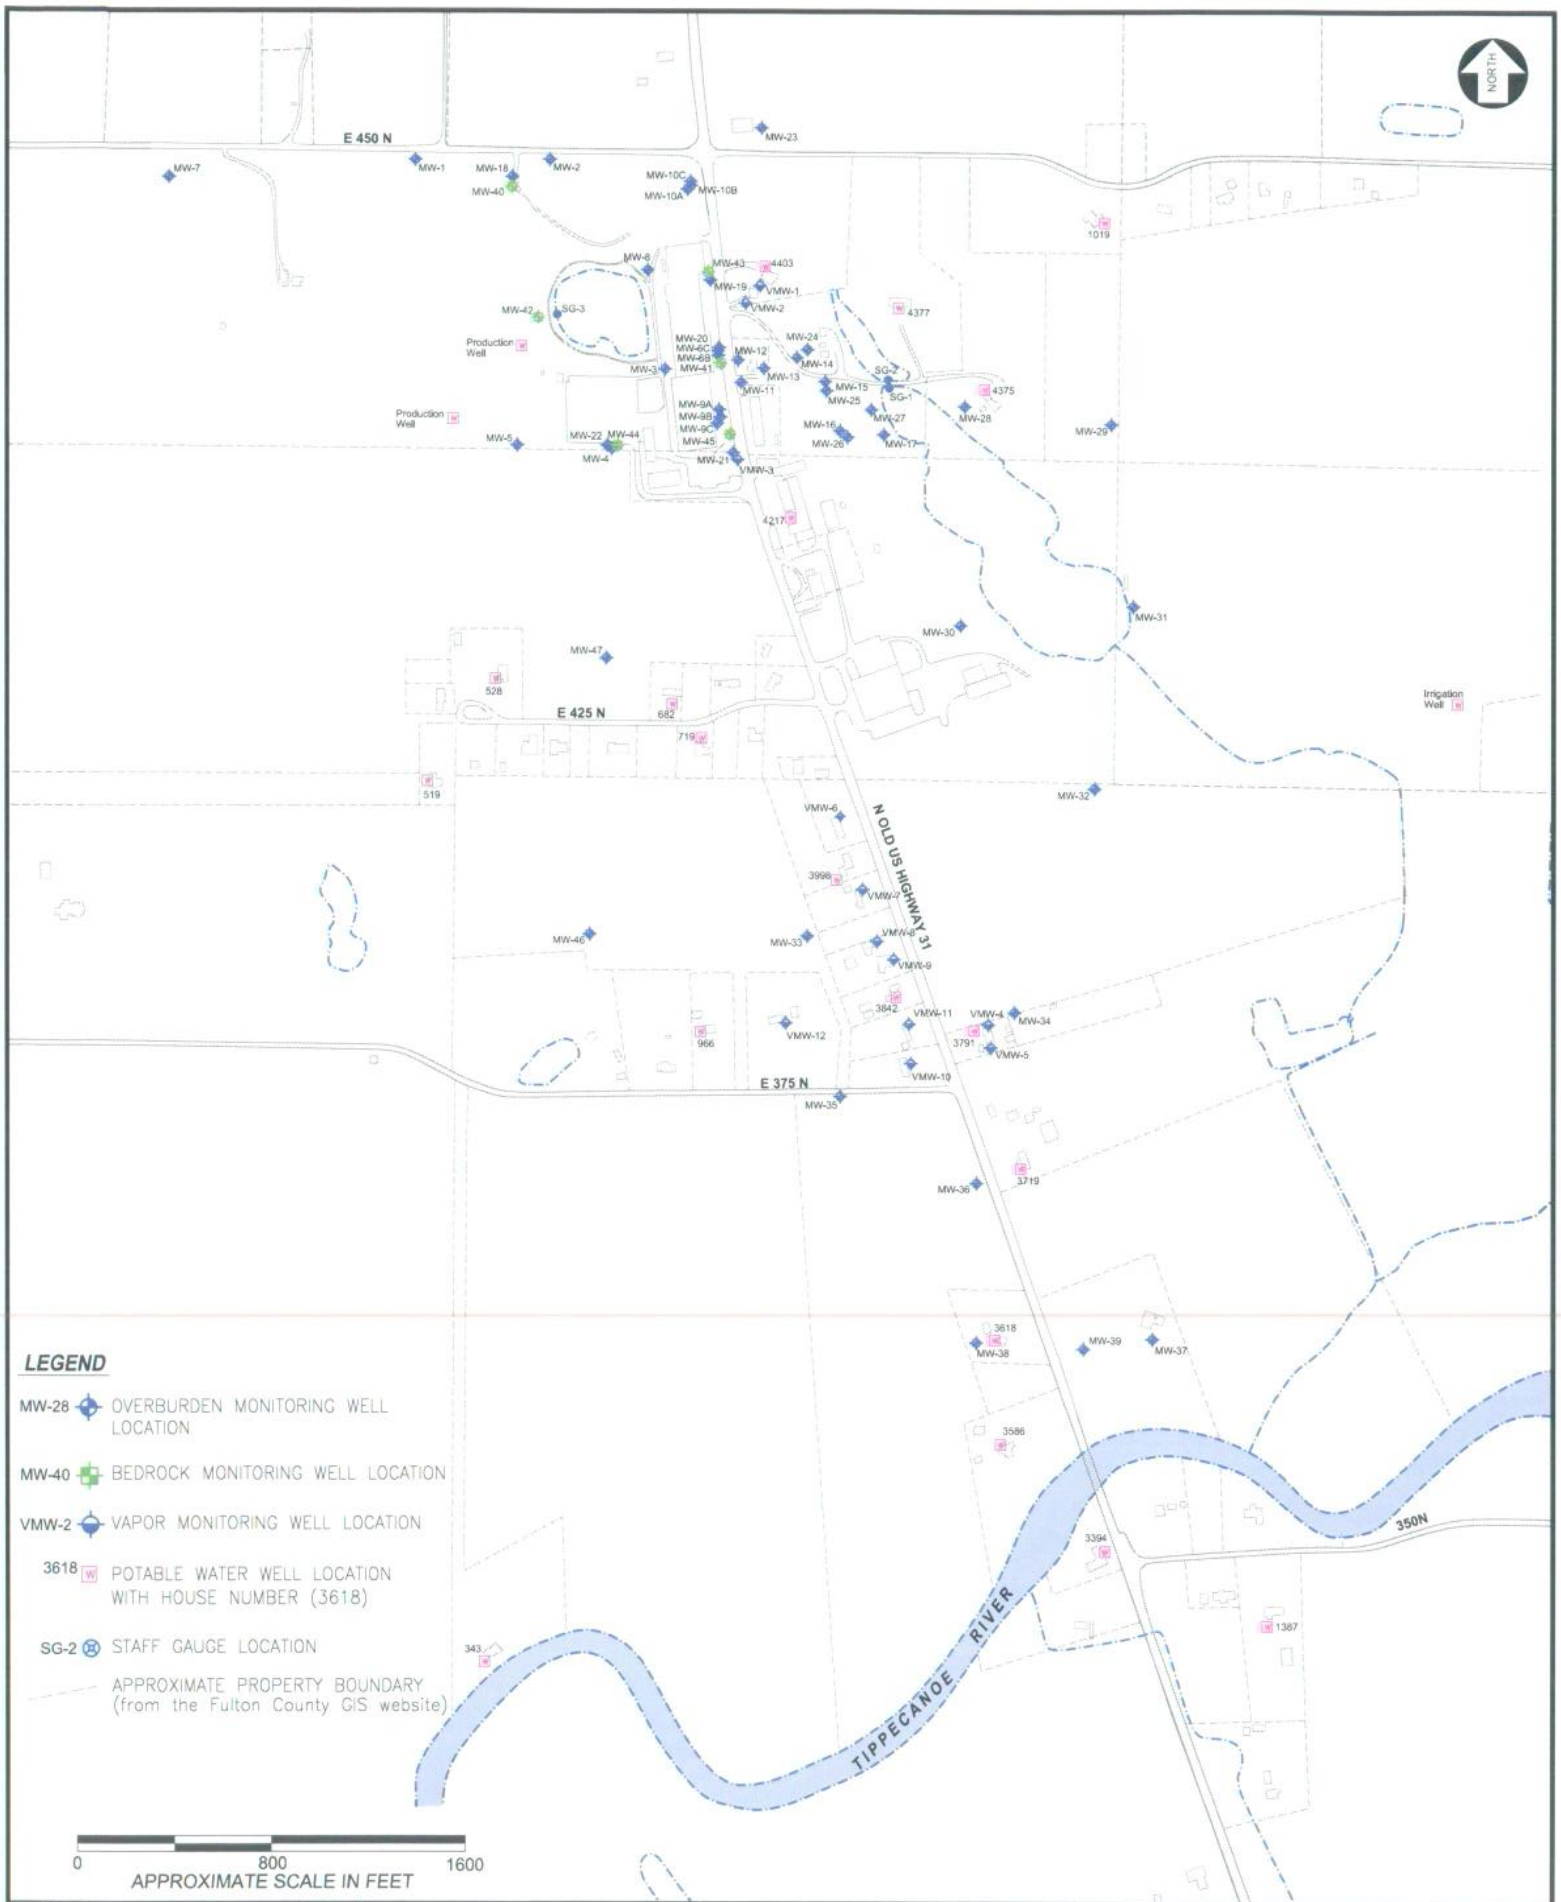 NORTH
MW-23
E 450 N
MW-7
MW-1
MW-18
MW-2
MW-40
MW-10C
MW-10A
MW-10B
1019
MW-8
MW-43
4403
MW-19
VMW-1
VMW-2
MW-42
SG-3
4377
Production
Well
MW-20
MW-6C
MW-6B
MW-41
MW-12
MW-24
MW-14
MW-3
MW-13
MW-11
MW-15
MW-25
SG-2
SG-1
4375
Production
Well
MW-9A
MW-9B
MW-9C
MW-45
MW-27
MW-28
MW-16
MW-26
MW-17
MW-29
MW-5
MW-22
MW-44
MW-4
MW-21
VMW-3
4217
MW-31
MW-30
MW-47
528
682
E 425 N
719
Irrigation
Well
519
MW-32
VMW-6
N OLD US HIGHWAY 31
3998
VMW-7
MW-46
MW-33
VMW-8
VMW-9
3842
VMW-11
VMW-4
MW-34
966
VMW-12
3791
VMW-5
VMW-10
E 375 N
MW-35
3719
MW-36
3618
MW-38
MW-39
MW-37
3586
350N
3394
1387
343
TIPPECANOE RIVER
LEGEND
MW-28 OVERBURDEN MONITORING WELL
LOCATION
MW-40 BEDROCK MONITORING WELL LOCATION
VMW-2 VAPOR MONITORING WELL LOCATION
3618 W POTABLE WATER WELL LOCATION
WITH HOUSE NUMBER (3618)
SG-2 STAFF GAUGE LOCATION
APPROXIMATE PROPERTY BOUNDARY
(from the Fulton County GIS website)
0 800 1600
APPROXIMATE SCALE IN FEET